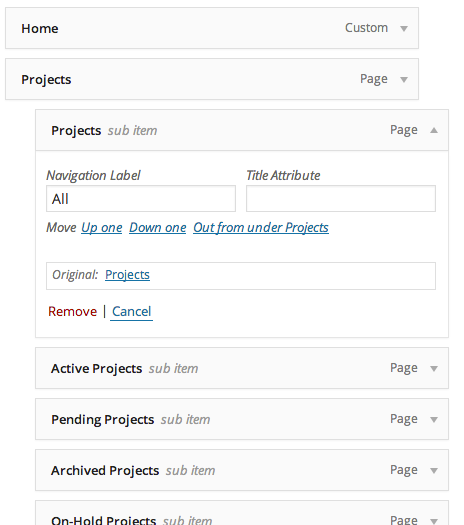 Home Custom
Projects Page
Projects sub item Page
Navigation Label Title Attribute
All
Move Up one Down one Out from under Projects
Original: Projects
Remove | Cancel
Active Projects sub item Page
Pending Projects sub item Page
Archived Projects sub item Page
On-Hold Projects sub item Page